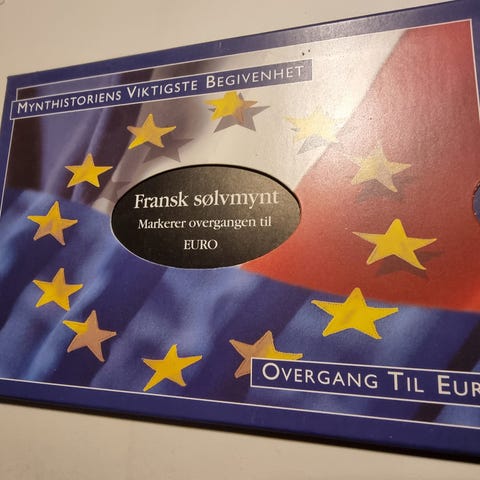 MYNTHISTORIENS VIKTIGSTE BEGIVENHET
Fransk sølvmynt
Markerer overgangen til
EURO
OVERGANG TIL EUR